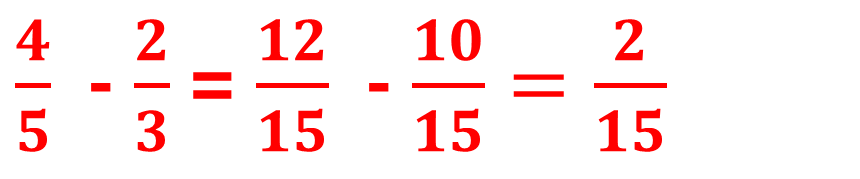 4/5 - 2/3 = 12/15 - 10/15 = 2/15